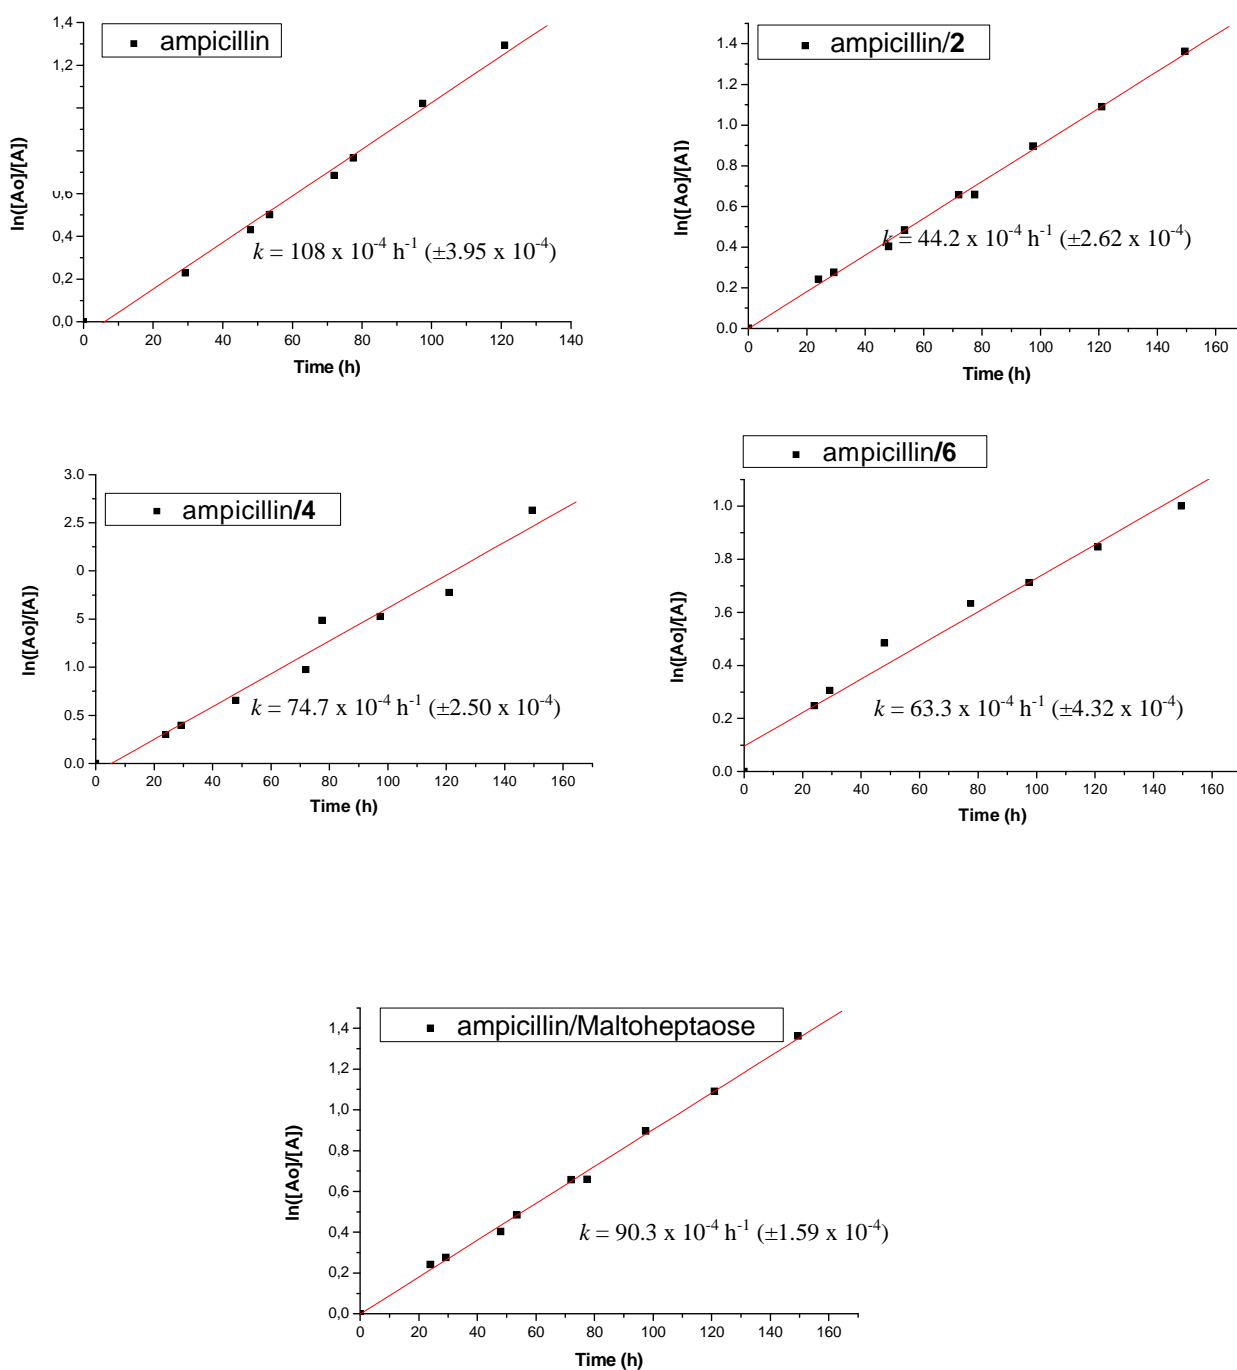 1,4
1,2
0,6
0,4
0,2
0,0
ln([Ao]/[A])
ampicillin
k = 108 x 10-4 h-1 (±3.95 x 10-4)
0 20 40 60 80 100 120 140
Time (h)
1.4
1.2
1.0
0.8
0.6
0.4
0.2
0.0
ln([Ao]/[A])
ampicillin/2
k = 44.2 x 10-4 h-1 (±2.62 x 10-4)
0 20 40 60 80 100 120 140 160
Time (h)
3.0
2.5
0
5
1.0
0.5
0.0
ln([Ao]/[A])
ampicillin/4
k = 74.7 x 10-4 h-1 (±2.50 x 10-4)
0 20 40 60 80 100 120 140 160
Time (h)
1.0
0.8
0.6
0.4
0.2
0.0
ln([Ao]/[A])
ampicillin/6
k = 63.3 x 10-4 h-1 (±4.32 x 10-4)
0 20 40 60 80 100 120 140 160
Time (h)
1,4
1,2
1,0
0,8
0,6
0,4
0,2
0,0
ln([Ao]/[A])
ampicillin/Maltoheptaose
k = 90.3 x 10-4 h-1 (±1.59 x 10-4)
0 20 40 60 80 100 120 140 160
Time (h)